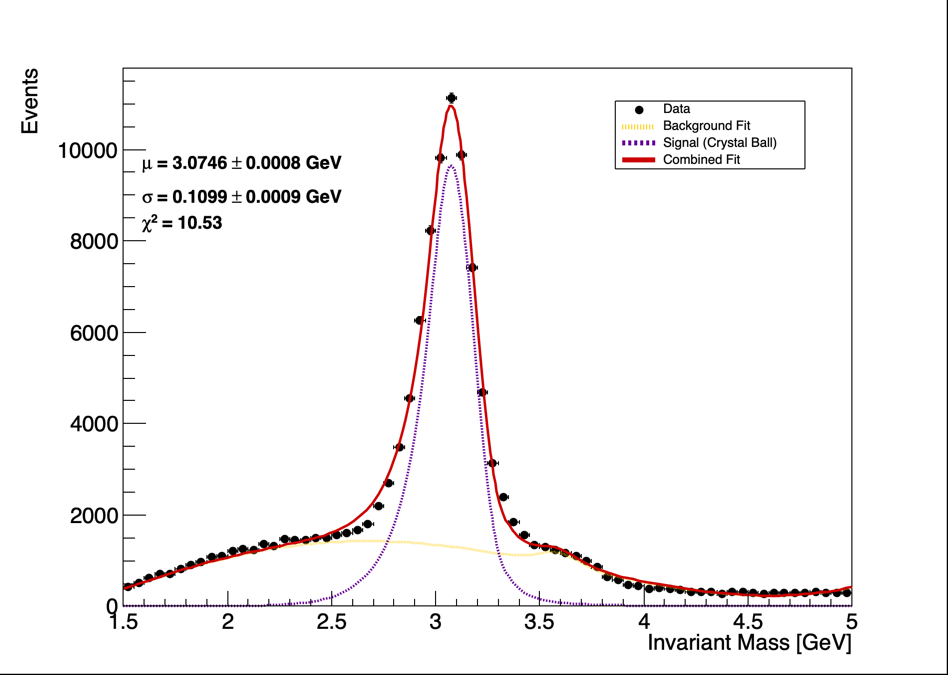 Events
10000
8000
6000
4000
2000
0
μ = 3.0746 ± 0.0008 GeV
σ = 0.1099 ± 0.0009 GeV
χ² = 10.53
Data
Background Fit
Signal (Crystal Ball)
Combined Fit
1.5 2 2.5 3 3.5 4 4.5 5
Invariant Mass [GeV]